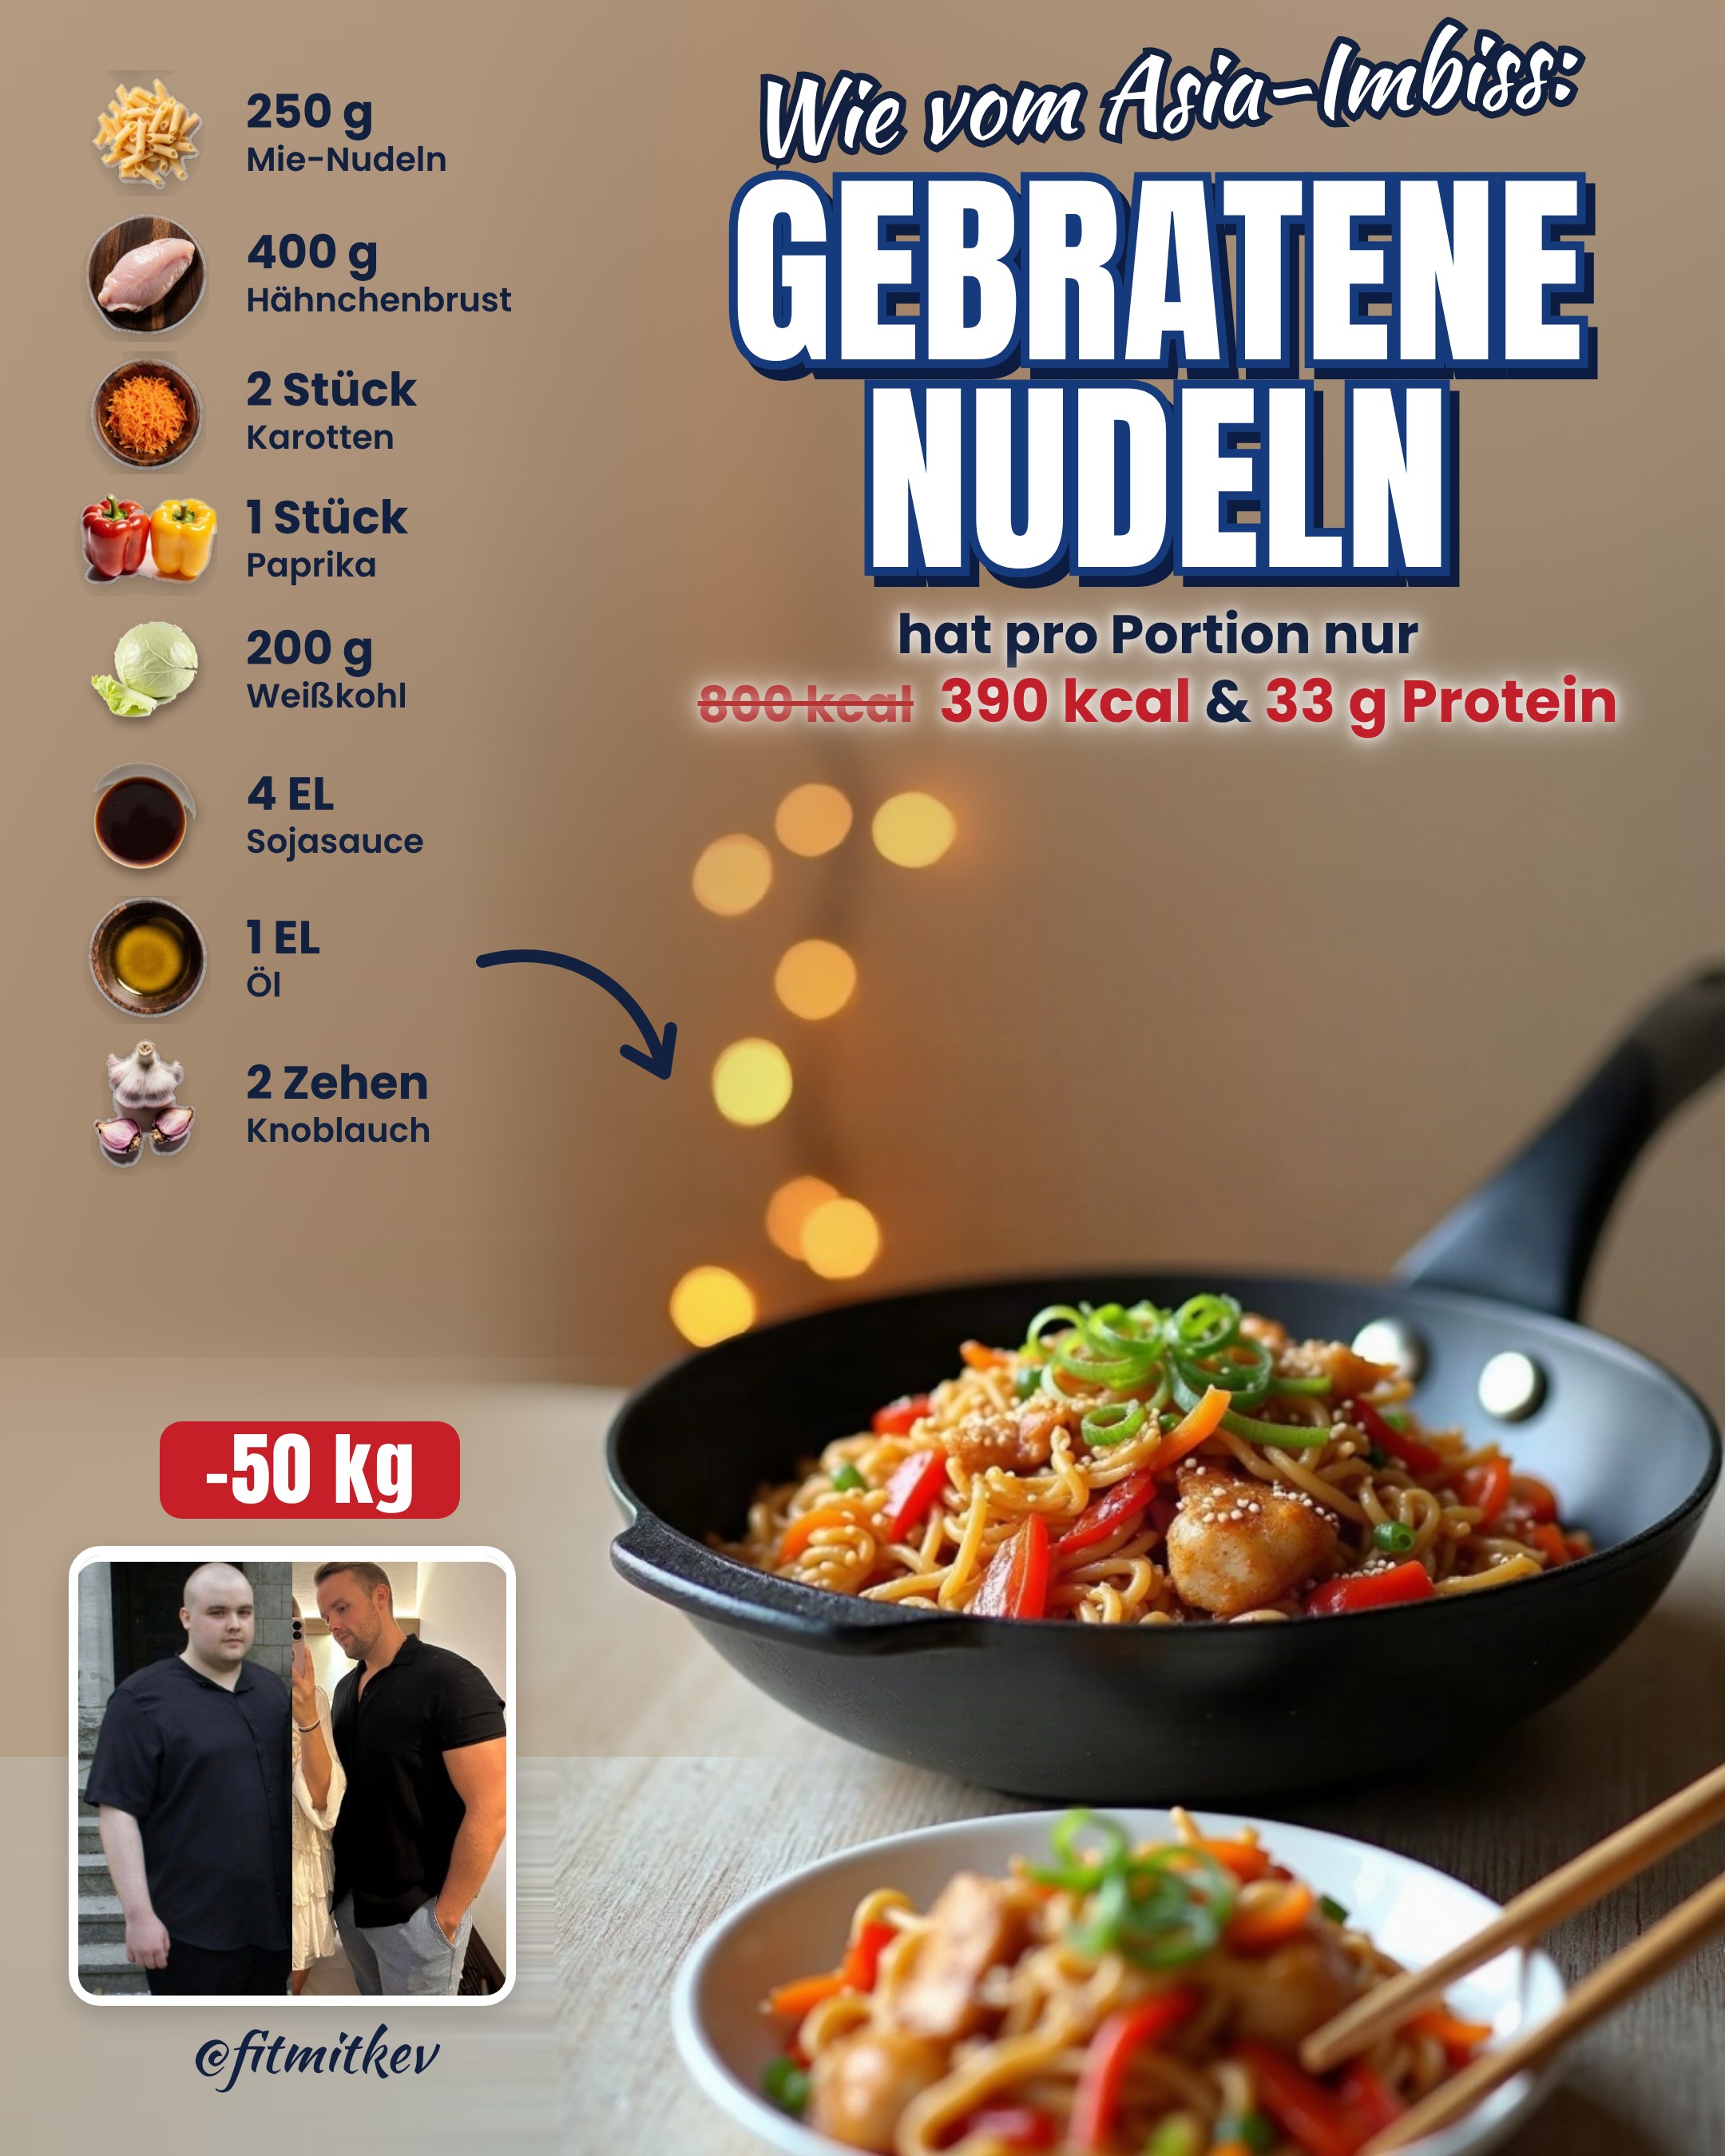 Wie vom Asia-Imbiss:
GEBRATENE
NUDELN
hat pro Portion nur
800 kcal 390 kcal & 33 g Protein
250 g
Mie-Nudeln
400 g
Hähnchenbrust
2 Stück
Karotten
1 Stück
Paprika
200 g
Weißkohl
4 EL
Sojasauce
1 EL
Öl
2 Zehen
Knoblauch
-50 kg
@fitmitkev